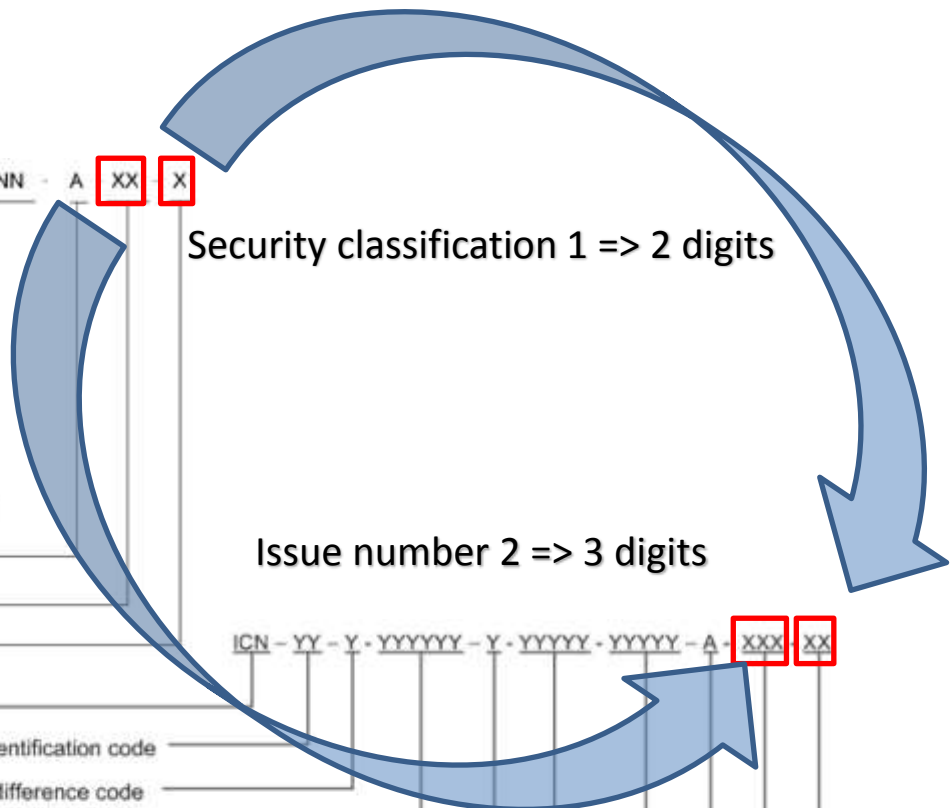 NN - A XX - X
Security classification 1 => 2 digits
Issue number 2 => 3 digits
ICN – YY – Y - YYYYYY – Y - YYYYY - YYYYY – A - XXX - XX
entification code
difference code